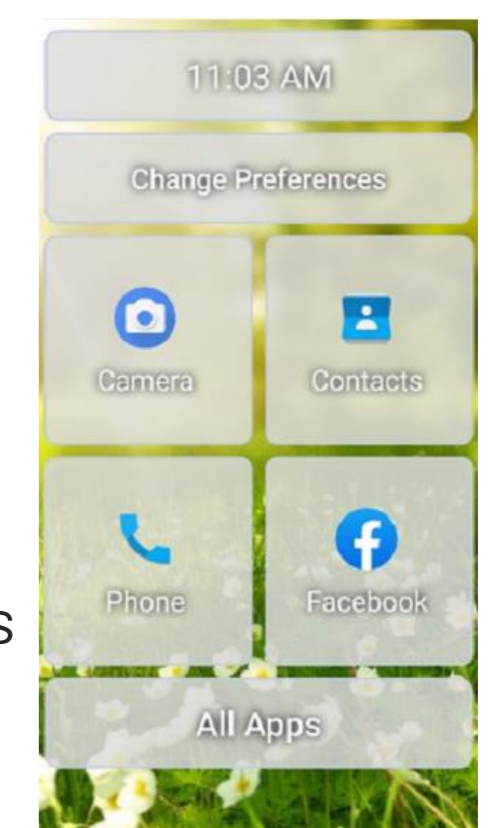 11:03 AM
Change Preferences
Camera
Contacts
Phone
Facebook
s
All Apps